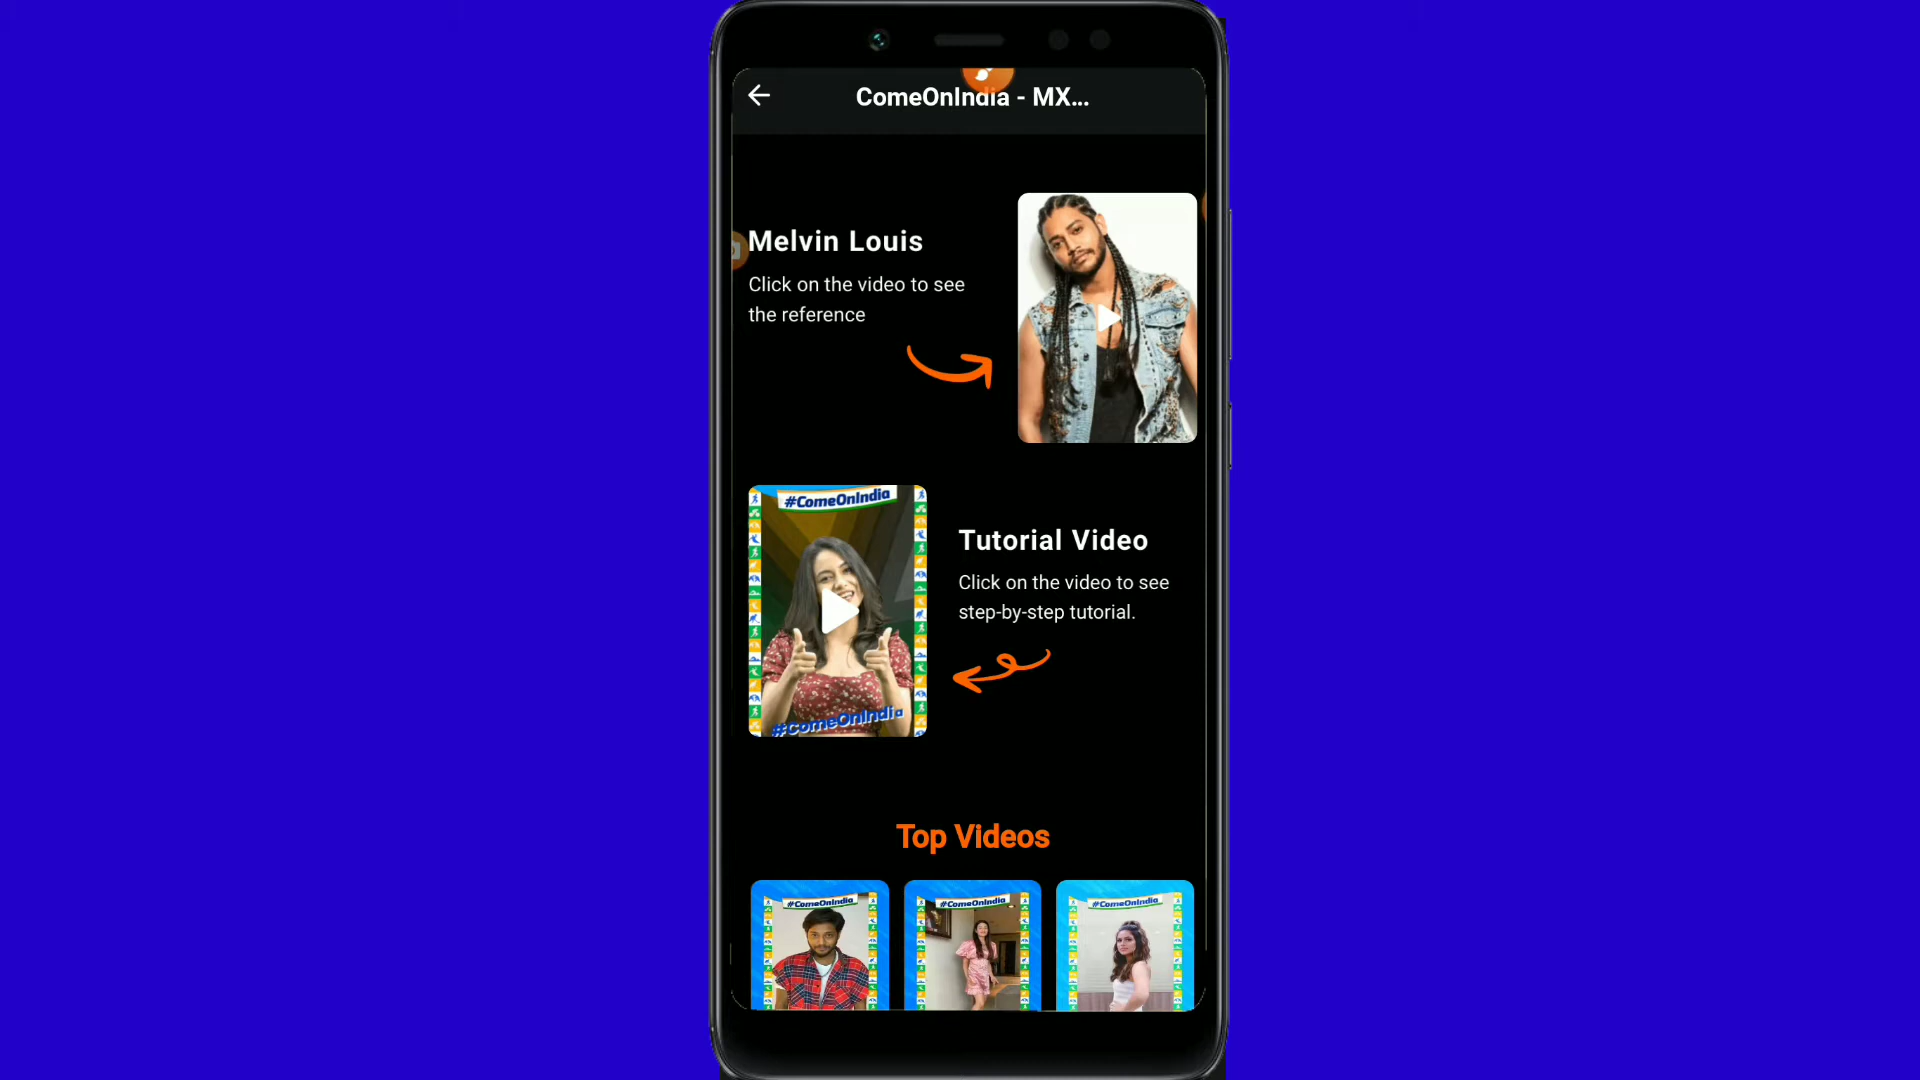 ComeOnIndia - MX...
Melvin Louis
Click on the video to see
the reference
#ComeOnIndia
#ComeOnIndia
Tutorial Video
Click on the video to see
step-by-step tutorial.
Top Videos
#ComeOnIndia
#ComeOnIndia
#ComeOnIndia